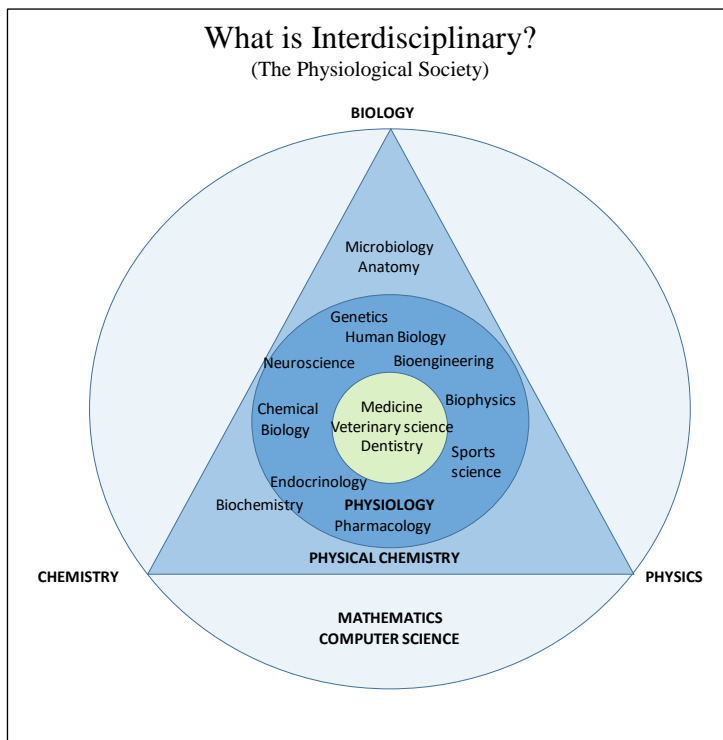 What is Interdisciplinary?
(The Physiological Society)
BIOLOGY
Microbiology
Anatomy
Genetics
Human Biology
Neuroscience
Bioengineering
Medicine
Veterinary science
Dentistry
Chemical
Biology
Biophysics
Sports
science
Endocrinology
Biochemistry
PHYSIOLOGY
Pharmacology
PHYSICAL CHEMISTRY
CHEMISTRY
PHYSICS
MATHEMATICS
COMPUTER SCIENCE